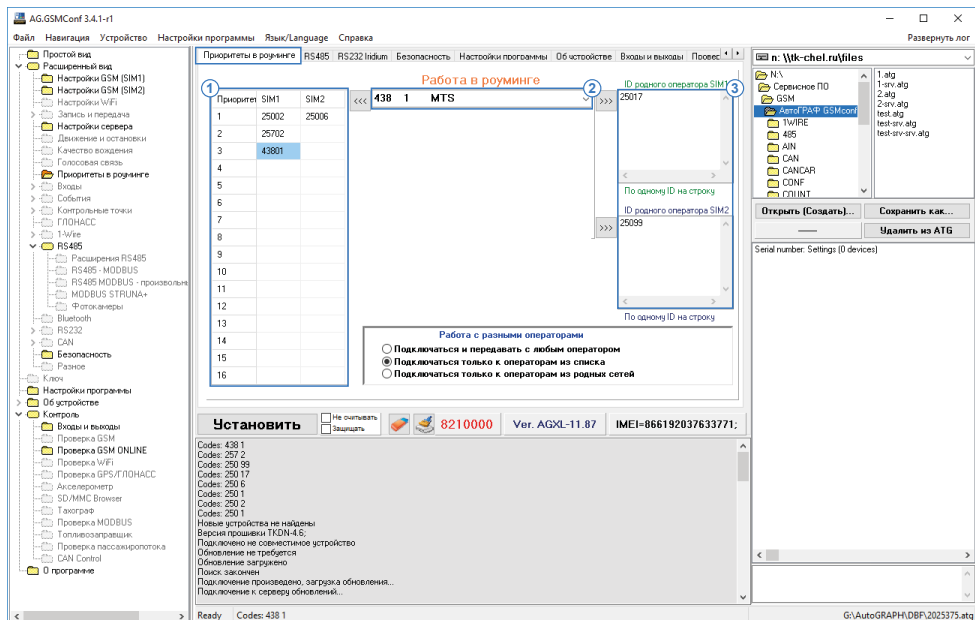 AG.GSMConf 3.4.1-r1
Файл Навигация Устройство Настройки программы Язык/Language Справка
Развернуть лог
Простой вид
Расширенный вид
Настройки GSM (SIM1)
Настройки GSM (SIM2)
Настройки WiFi
Запись и передача
Настройки сервера
Движение и остановки
Качество вождения
Голосовая связь
Приоритеты в роуминге
Входы
События
Контрольные точки
ГЛОНАСС
1-Wire
RS485
Расширения RS485
RS485 - MODBUS
RS485 MODBUS - произвольн
MODBUS STRUNA+
Фотокамеры
Bluetooth
RS232
CAN
Безопасность
Разное
Ключ
Настройки программы
Об устройстве
Контроль
Входы и выходы
Проверка GSM
Проверка GSM ONLINE
Проверка WiFi
Проверка GPS/ГЛОНАСС
Акселерометр
SD/MMC Browser
Тахограф
Проверка MODBUS
Топливозаправщик
Проверка пассажиропотока
CAN Control
О программе
Приоритеты в роуминге RS485 RS232 Iridium Безопасность Настройки программы Об устройстве Входы и выходы Провер
Работа в роуминге
1
Приоритет SIM1 SIM2
1 25002 25006
2 25702
3 43801
4
5
6
7
8
9
10
11
12
13
14
15
16
<<< 438 1 MTS >>>
2
ID родного оператора SIM1
3
25017
По одному ID на строку
ID родного оператора SIM2
>>>
25099
По одному ID на строку
Работа с разными операторами
Подключаться и передавать с любым оператором
Подключаться только к операторам из списка
Подключаться только к операторам из родных сетей
Установить
Не считывать
Защищать
8210000
Ver. AGXL-11.87
IMEI=866192037633771;
Codes: 438 1
Codes: 257 2
Codes: 250 99
Codes: 250 17
Codes: 250 6
Codes: 250 1
Codes: 250 2
Codes: 250 1
Новые устройства не найдены
Версия прошивки TKDN-4.6;
Подключено не совместимое устройство
Обновление не требуется
Обновление загружено
Поиск закончен
Подключение произведено, загрузка обновления...
Подключение к серверу обновлений...
n: \\tk-chel.ru\files
N:\
Сервисное ПО
GSM
АвтоГРАФ GSMconf
1WIRE
485
AIN
CAN
CANCAR
CONF
COUNT
1.atg
1-srv.atg
2.atg
2-srv.atg
test.atg
test-srv.atg
test-srv-srv.atg
Открыть (Создать)...
Сохранить как...
Удалить из ATG
Serial number: Settings (0 devices)
Ready Codes: 438 1
G:\AutoGRAPH\DBF\2025375.atg